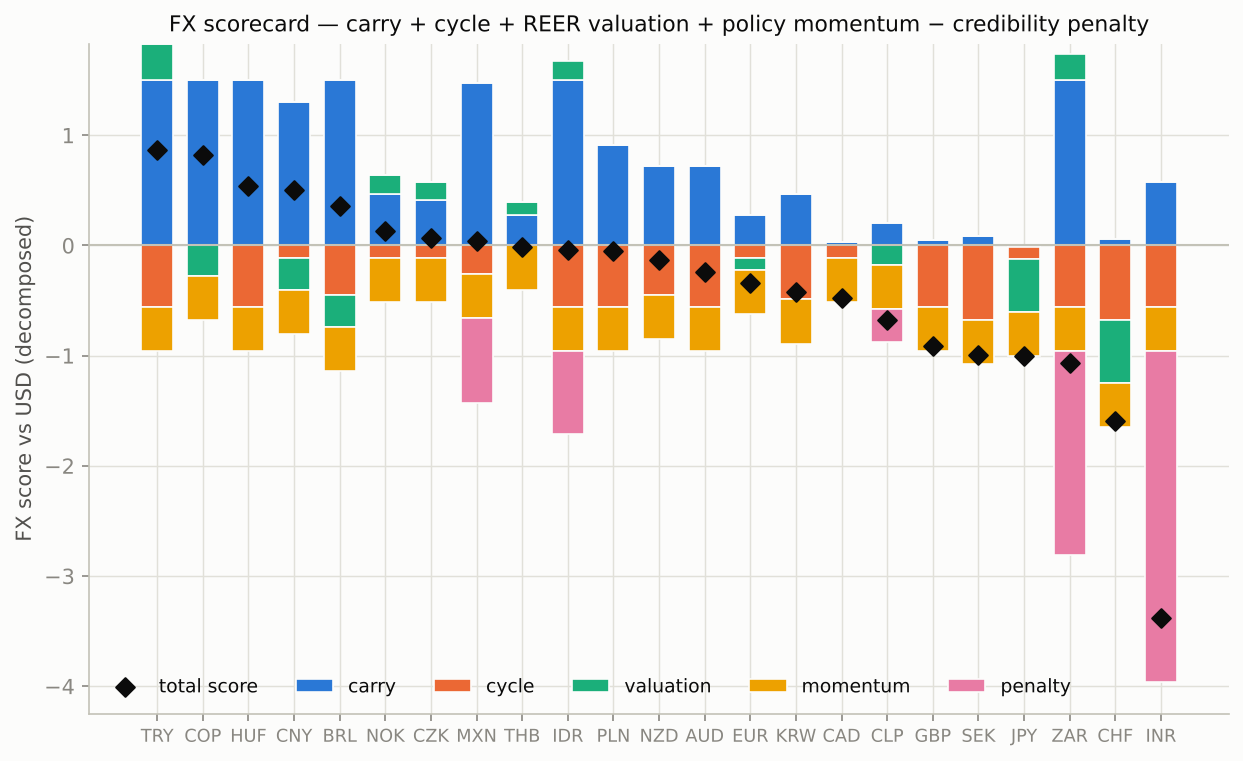 FX scorecard — carry + cycle + REER valuation + policy momentum − credibility penalty
FX score vs USD (decomposed)
1
0
−1
−2
−3
−4
total score carry cycle valuation momentum penalty
TRY COP HUF CNY BRL NOK CZK MXN THB IDR PLN NZD AUD EUR KRW CAD CLP GBP SEK JPY ZAR CHF INR